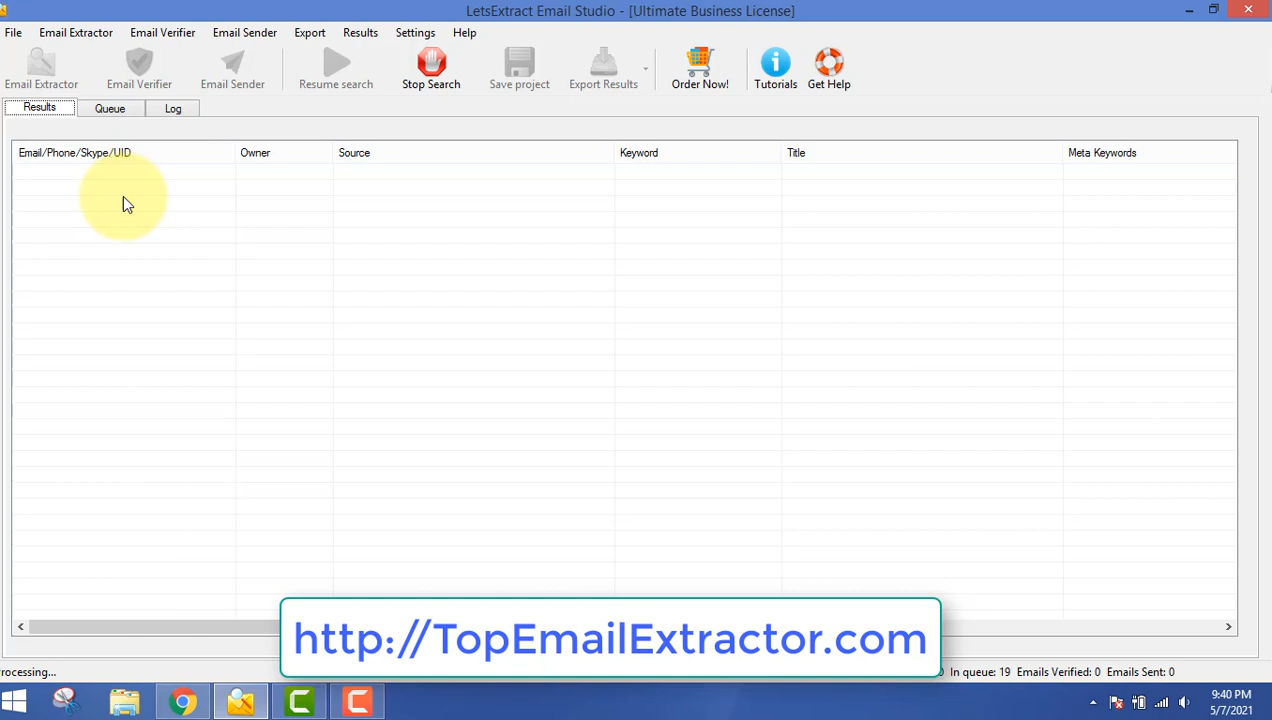 LetsExtract Email Studio - [Ultimate Business License]
File Email Extractor Email Verifier Email Sender Export Results Settings Help
Email Extractor Email Verifier Email Sender Resume search Stop Search Save project Export Results Order Now! Tutorials Get Help
Results Queue Log
Email/Phone/Skype/UID Owner Source Keyword Title Meta Keywords
http://TopEmailExtractor.com
rocessing... 0 In queue: 19 Emails Verified: 0 Emails Sent: 0
9:40 PM
5/7/2021